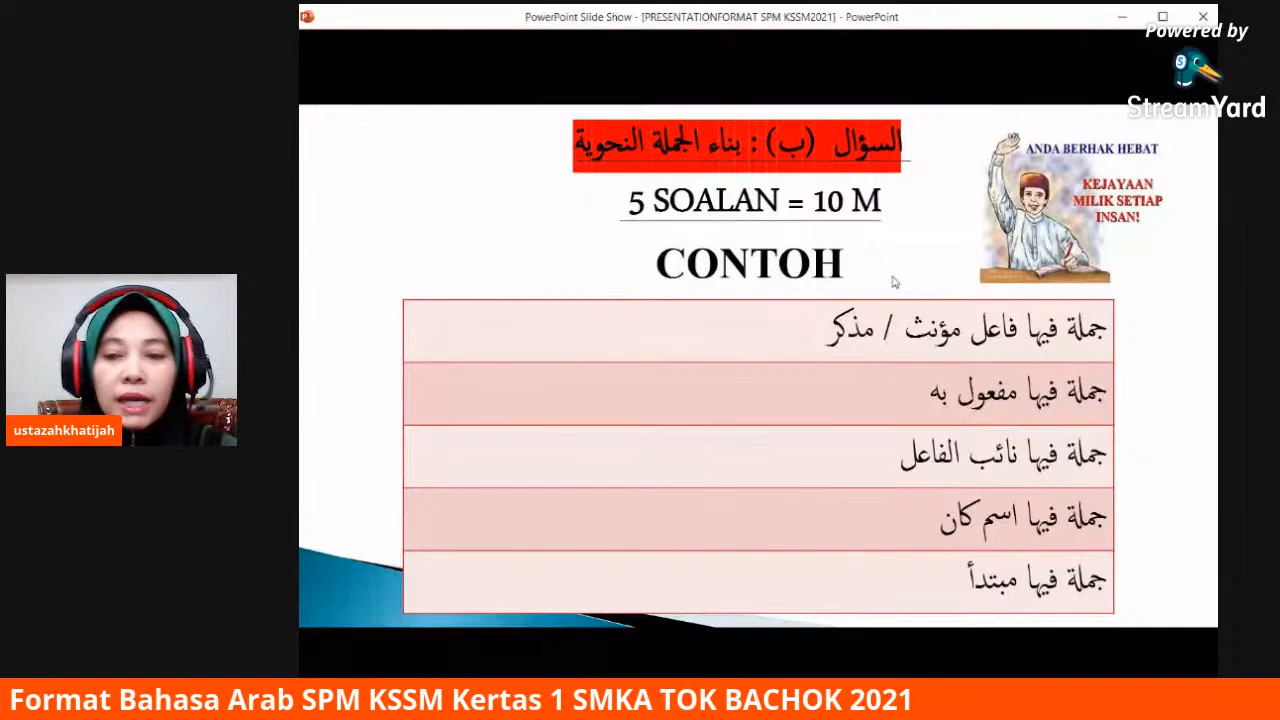 PowerPoint Slide Show - [PRESENTATIONFORMAT SPM KSSM2021] - PowerPoint
Powered by
StreamYard
السؤال (ب) : بناء الجملة النحوية
5 SOALAN = 10 M
CONTOH
ANDA BERHAK HEBAT
KEJAYAAN
MILIK SETIAP
INSAN!
جملة فيها فاعل مؤنث / مذكر
جملة فيها مفعول به
جملة فيها نائب الفاعل
جملة فيها اسم كان
جملة فيها مبتدأ
ustazahkhatijah
Format Bahasa Arab SPM KSSM Kertas 1 SMKA TOK BACHOK 2021